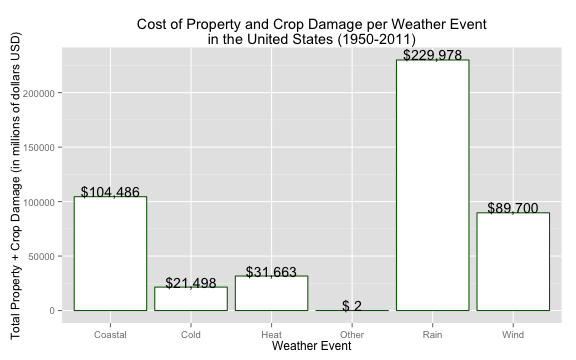 Cost of Property and Crop Damage per Weather Event
in the United States (1950-2011)
Total Property + Crop Damage (in millions of dollars USD)
200000
150000
100000
50000
0
$104,486
$21,498
$31,663
$ 2
$229,978
$89,700
Coastal Cold Heat Other Rain Wind
Weather Event